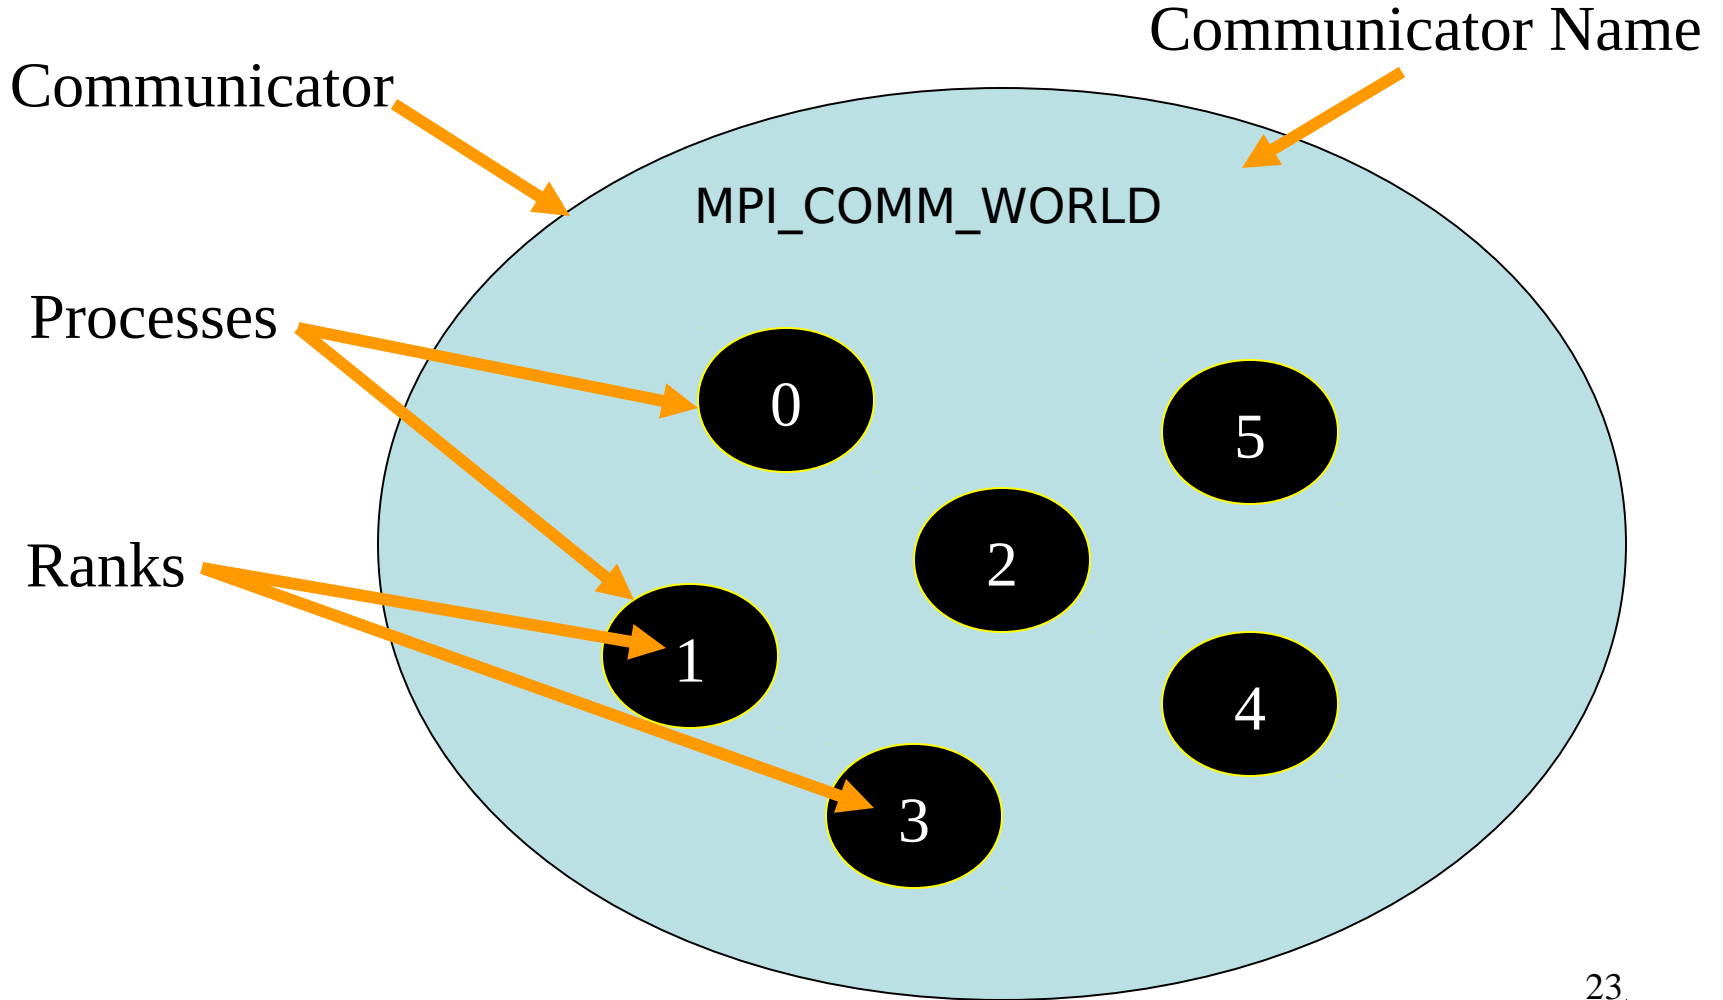 Communicator Name
Communicator
MPI_COMM_WORLD
Processes
0
5
2
Ranks
1
4
3
23